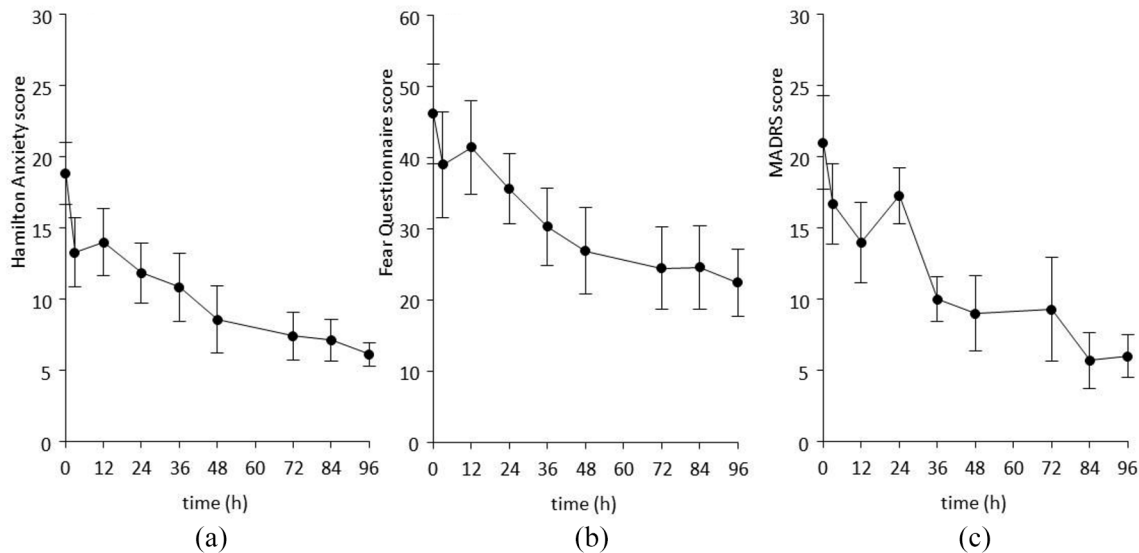 Hamilton Anxiety score
30
25
20
15
10
5
0
0 12 24 36 48 60 72 84 96
time (h)
(a)
Fear Questionnaire score
60
50
40
30
20
10
0
0 12 24 36 48 60 72 84 96
time (h)
(b)
MADRS score
30
25
20
15
10
5
0
0 12 24 36 48 60 72 84 96
time (h)
(c)